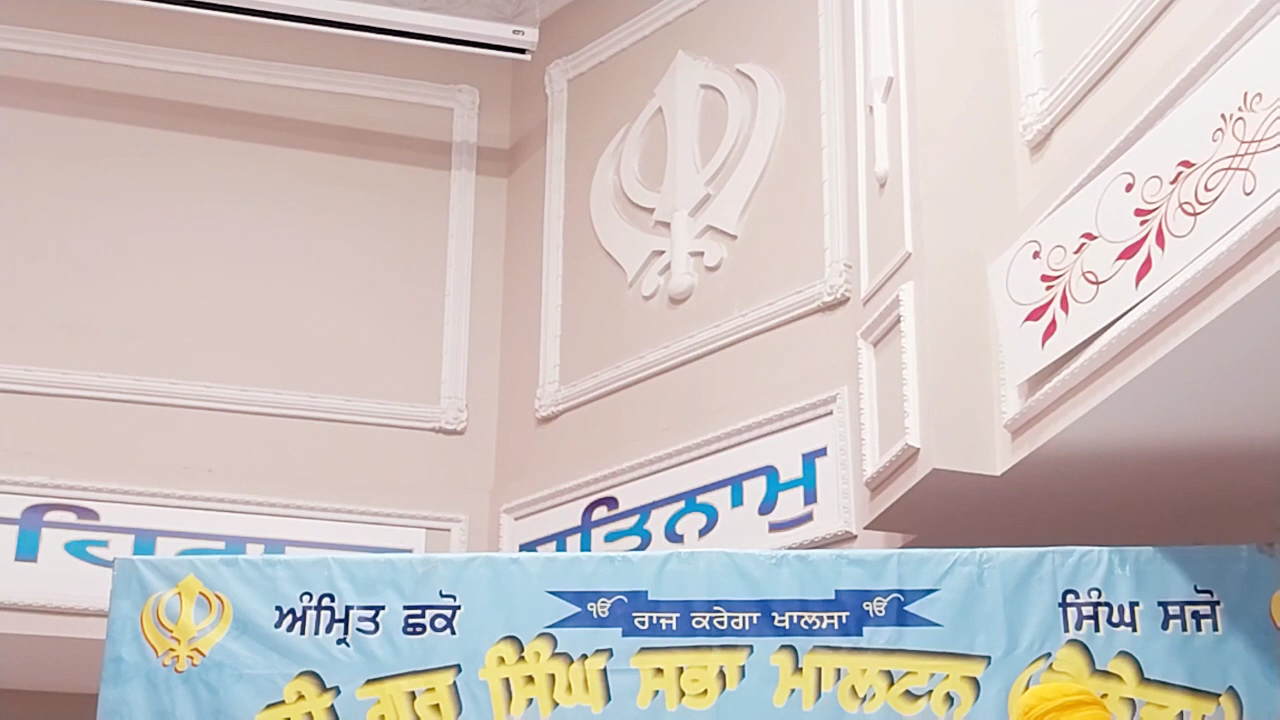 ਸਤਿਨਾਮੁ
ਅੰਮ੍ਰਿਤ ਛਕੋ
ੴ ਰਾਜ ਕਰੇਗਾ ਖਾਲਸਾ ੴ
ਸਿੰਘ ਸਜੋ
ਗੁਰੂ ਸਿੰਘ ਸਭਾ ਮਾਲਟਨ